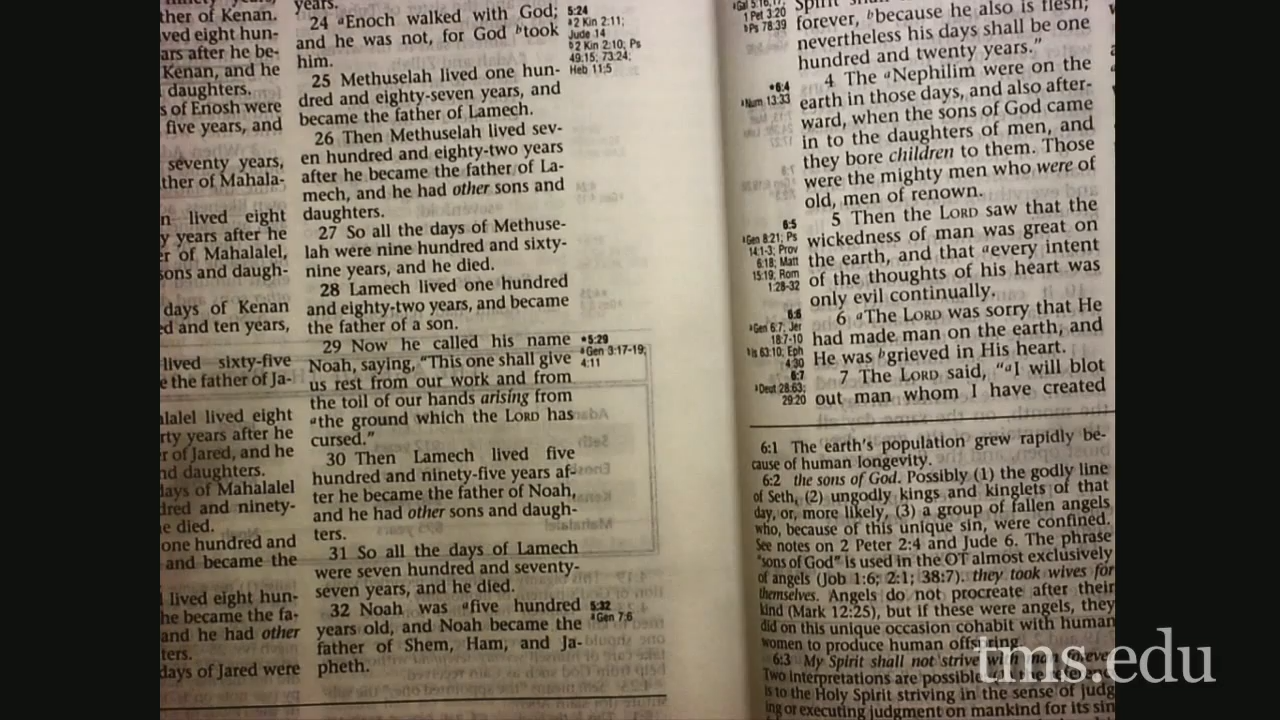 ther of Kenan.
ved eight hun-
ars after he be-
Kenan, and he
daughters.
s of Enosh were
five years, and
seventy years,
ther of Mahala-
n lived eight
y years after he
er of Mahalalel,
sons and daugh-
days of Kenan
ed and ten years,
lived sixty-five
e the father of Ja-
alalel lived eight
rty years after he
er of Jared, and he
nd daughters.
days of Mahalalel
dred and ninety-
e died.
one hundred and
and became the
lived eight hun-
he became the fa-
and he had other
ters.
days of Jared were
years.
24 aEnoch walked with God;
and he was not, for God btook
him.
25 Methuselah lived one hun-
dred and eighty-seven years, and
became the father of Lamech.
26 Then Methuselah lived sev-
en hundred and eighty-two years
after he became the father of La-
mech, and he had other sons and
daughters.
27 So all the days of Methuse-
lah were nine hundred and sixty-
nine years, and he died.
28 Lamech lived one hundred
and eighty-two years, and became
the father of a son.
29 Now he called his name
Noah, saying, “This one shall give
us rest from our work and from
the toil of our hands arising from
athe ground which the LORD has
cursed.”
30 Then Lamech lived five
hundred and ninety-five years af-
ter he became the father of Noah,
and he had other sons and daugh-
ters.
31 So all the days of Lamech
were seven hundred and seventy-
seven years, and he died.
32 Noah was afive hundred
years old, and Noah became the
father of Shem, Ham, and Ja-
pheth.
5:24
a2 Kin 2:11;
Jude 14
b2 Kin 2:10; Ps
49:15; 73:24;
Heb 11:5
•5:29
aGen 3:17-19;
4:11
5:32
aGen 7:6
1 Pet 3:20
bPs 78:39
•6:4
aNum 13:33
6:5
aGen 8:21; Ps
14:1-3; Prov
6:18; Matt
15:19; Rom
1:28-32
6:6
aGen 6:7; Jer
18:7-10
bIs 63:10; Eph
4:30
6:7
aDeut 28:63;
29:20
forever, bbecause he also is flesh;
nevertheless his days shall be one
hundred and twenty years.”
4 The aNephilim were on the
earth in those days, and also after-
ward, when the sons of God came
in to the daughters of men, and
they bore children to them. Those
were the mighty men who were of
old, men of renown.
5 Then the LORD saw that the
wickedness of man was great on
the earth, and that aevery intent
of the thoughts of his heart was
only evil continually.
6 aThe LORD was sorry that He
had made man on the earth, and
He was bgrieved in His heart.
7 The LORD said, “aI will blot
out man whom I have created
6:1 The earth’s population grew rapidly be-
cause of human longevity.
6:2 the sons of God. Possibly (1) the godly line
of Seth, (2) ungodly kings and kinglets of that
day, or, more likely, (3) a group of fallen angels
who, because of this unique sin, were confined.
See notes on 2 Peter 2:4 and Jude 6. The phrase
"sons of God" is used in the OT almost exclusively
of angels (Job 1:6; 2:1; 38:7). they took wives for
themselves. Angels do not procreate after their
kind (Mark 12:25), but if these were angels, they
did on this unique occasion cohabit with human
women to produce human offspring.
6:3 My Spirit shall not strive with man forever.
Two interpretations are possible
is to the Holy Spirit striving in the sense of judg
ing or executing judgment on mankind for its sin
tms.edu